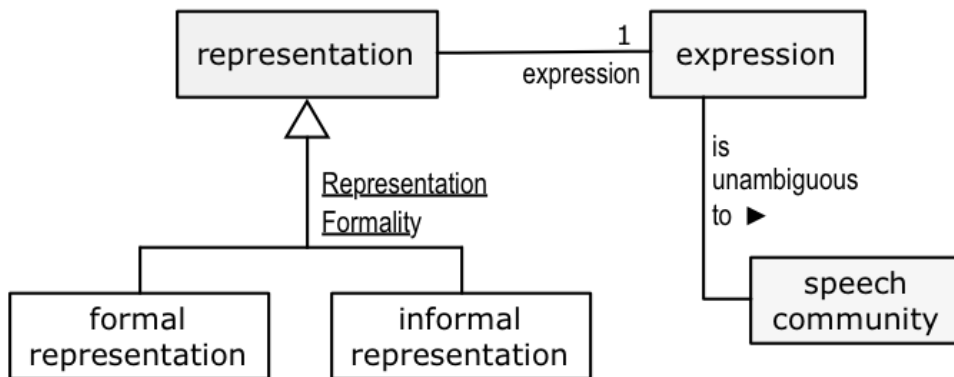 representation
1
expression
expression
Representation
Formality
is
unambiguous
to ►
formal
representation
informal
representation
speech
community